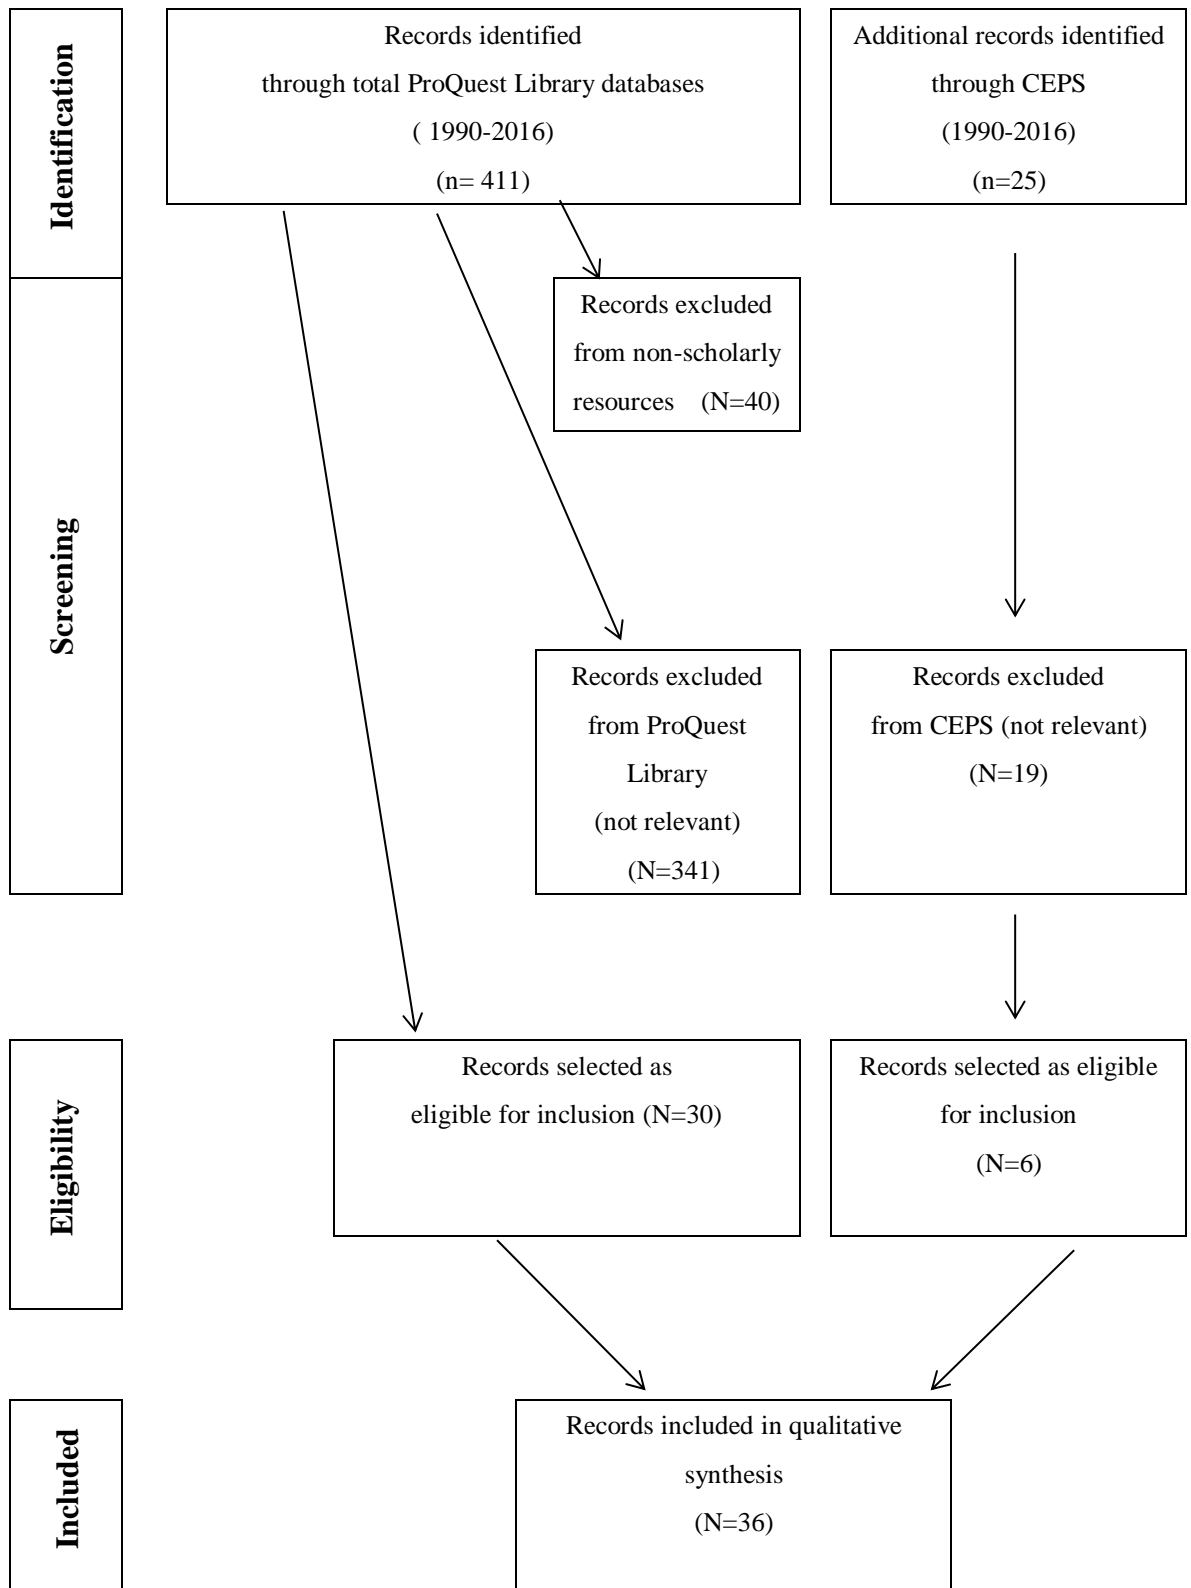 Identification
Records identified
through total ProQuest Library databases
( 1990-2016)
(n= 411)
Additional records identified
through CEPS
(1990-2016)
(n=25)
Screening
Records excluded
from non-scholarly
resources (N=40)
Records excluded
from ProQuest
Library
(not relevant)
(N=341)
Records excluded
from CEPS (not relevant)
(N=19)
Eligibility
Records selected as
eligible for inclusion (N=30)
Records selected as eligible
for inclusion
(N=6)
Included
Records included in qualitative
synthesis
(N=36)